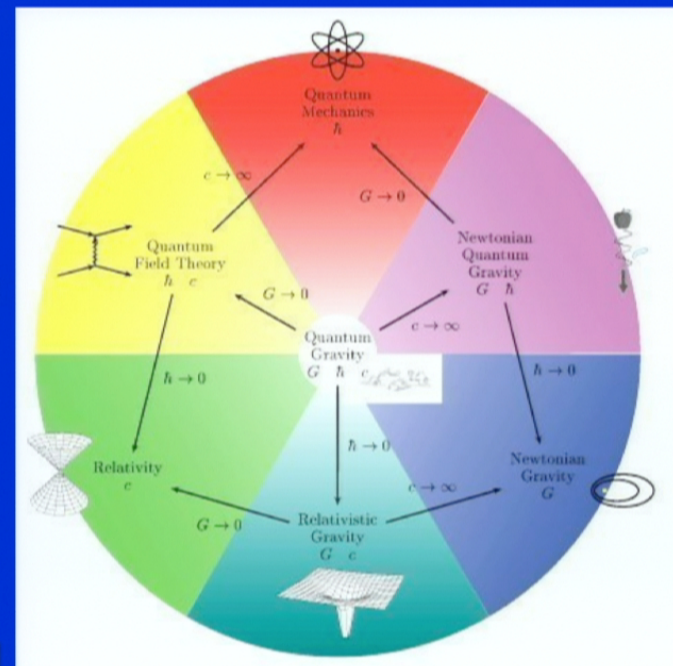 Quantum
Mechanics
ħ
c → ∞
G → 0
Quantum
Field Theory
ħ c
Newtonian
Quantum
Gravity
G ħ
G → 0
c → ∞
Quantum
Gravity
G ħ c
ħ → 0
ħ → 0
ħ → 0
Relativity
c
Newtonian
Gravity
G
c → ∞
G → 0
Relativistic
Gravity
G c